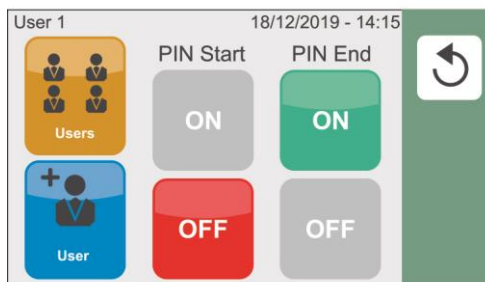 User 1 18/12/2019 - 14:15
PIN Start PIN End
Users ON ON
User OFF OFF